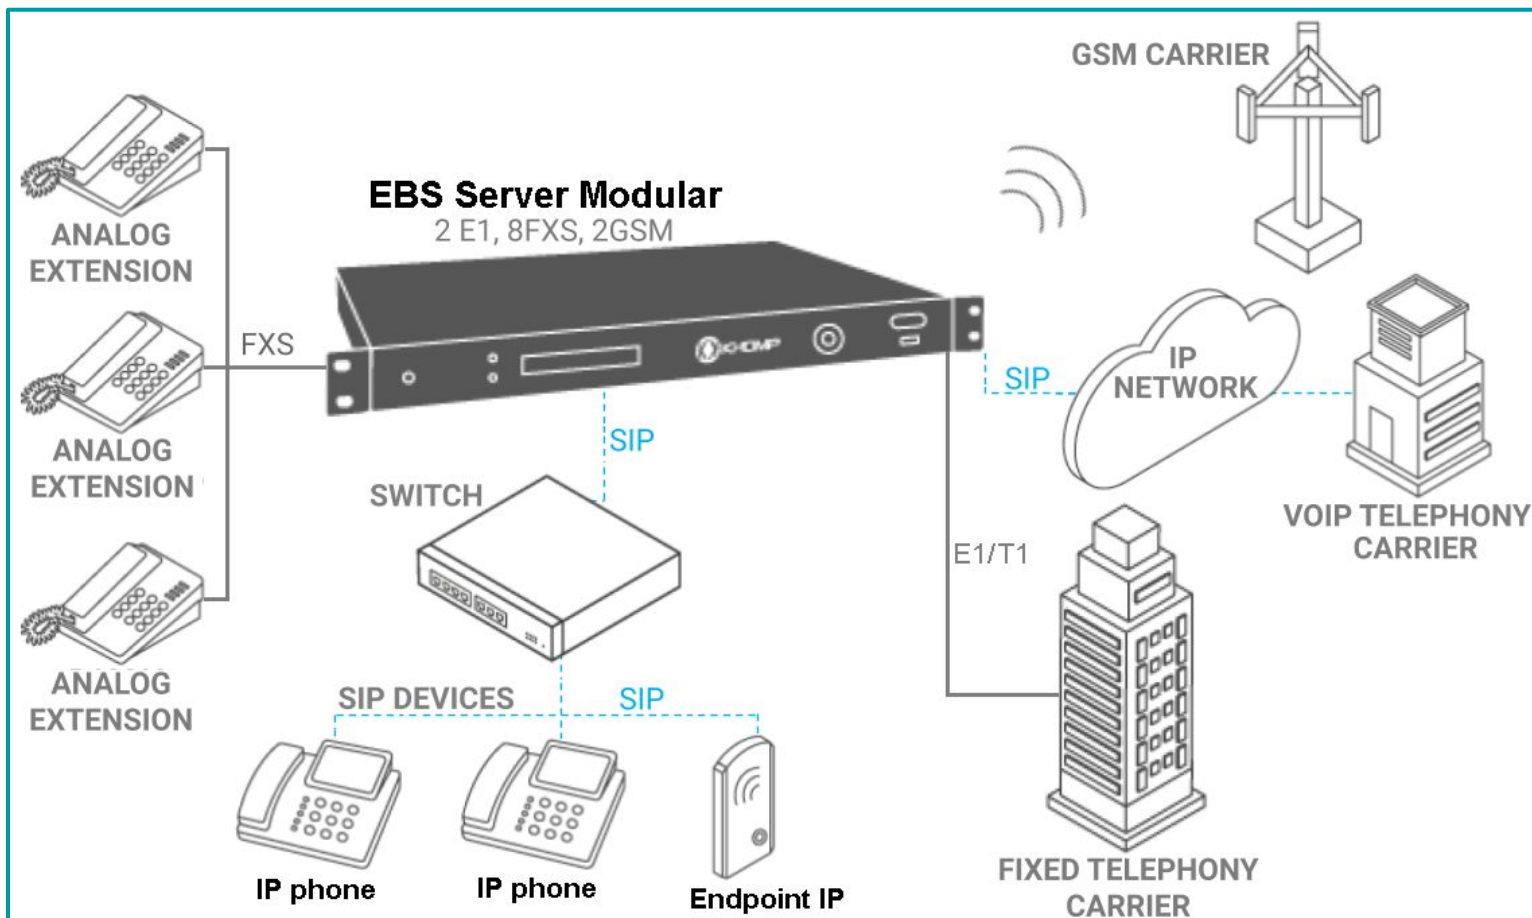 GSM CARRIER
EBS Server Modular
2 E1, 8FXS, 2GSM
ANALOG
EXTENSION
FXS
KHOMP
SIP
IP
NETWORK
ANALOG
EXTENSION
SIP
SWITCH
VOIP TELEPHONY
CARRIER
E1/T1
ANALOG
EXTENSION
SIP DEVICES
SIP
IP phone
IP phone
Endpoint IP
FIXED TELEPHONY
CARRIER